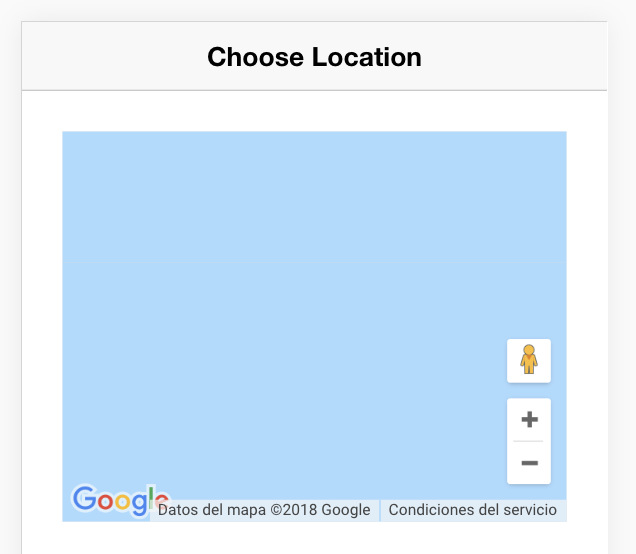 Choose Location
Google
Datos del mapa ©2018 Google
Condiciones del servicio